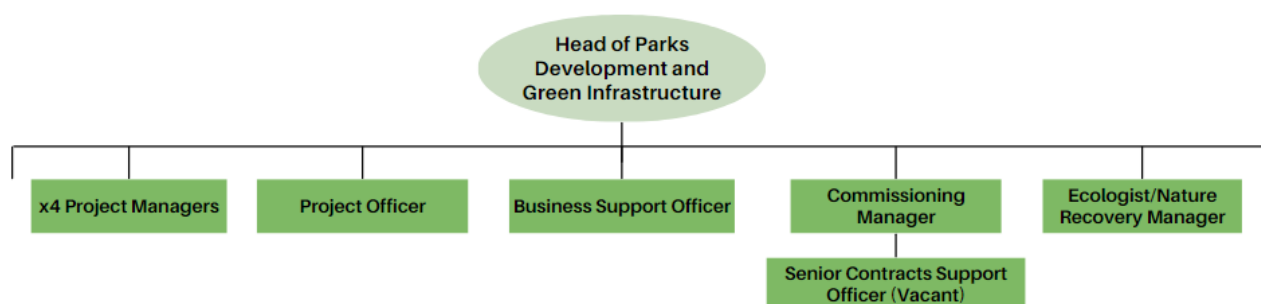 Head of Parks
Development and
Green Infrastructure
x4 Project Managers
Project Officer
Business Support Officer
Commissioning
Manager
Ecologist/Nature
Recovery Manager
Senior Contracts Support
Officer (Vacant)